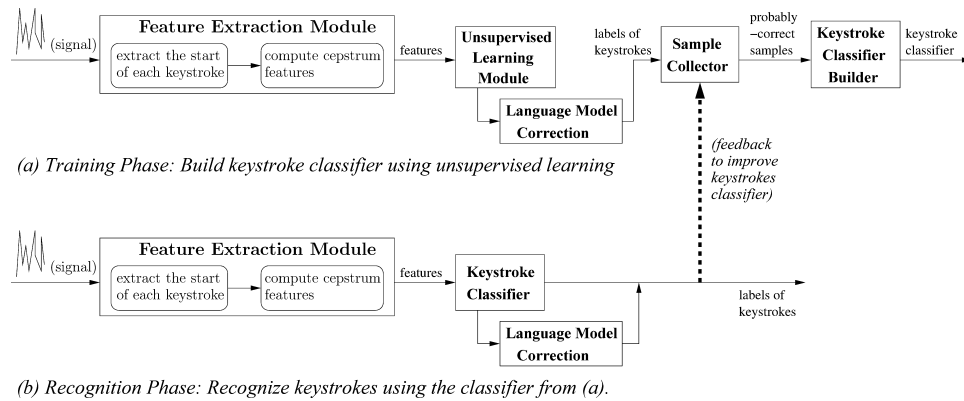 (signal)
Feature Extraction Module
extract the start
of each keystroke
compute cepstrum
features
features
Unsupervised
Learning
Module
Language Model
Correction
labels of
keystrokes
Sample
Collector
probably
–correct
samples
Keystroke
Classifier
Builder
keystroke
classifier
(a) Training Phase: Build keystroke classifier using unsupervised learning
(feedback
to improve
keystrokes
classifier)
(signal)
Feature Extraction Module
extract the start
of each keystroke
compute cepstrum
features
features
Keystroke
Classifier
Language Model
Correction
labels of
keystrokes
(b) Recognition Phase: Recognize keystrokes using the classifier from (a).